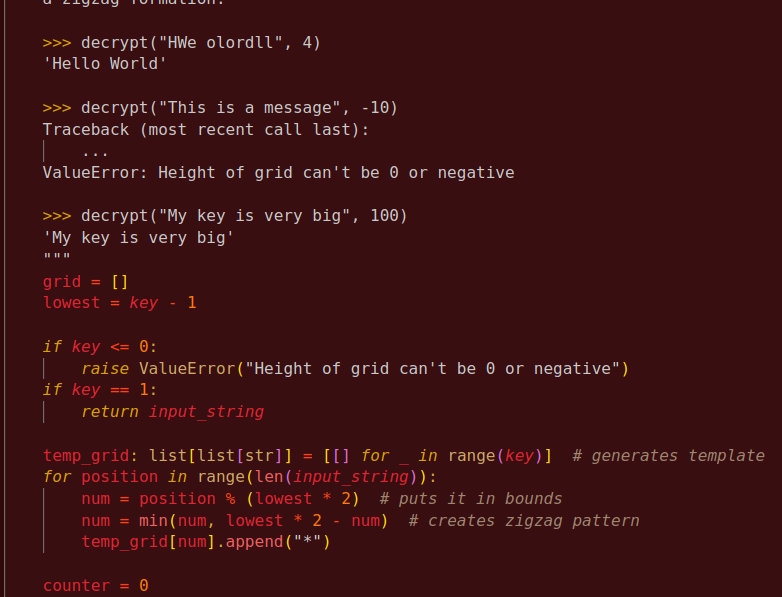 a zigzag formation.

>>> decrypt("HWe olordll", 4)
'Hello World'

>>> decrypt("This is a message", -10)
Traceback (most recent call last):
    ...
ValueError: Height of grid can't be 0 or negative

>>> decrypt("My key is very big", 100)
'My key is very big'
"""
grid = []
lowest = key - 1

if key <= 0:
    raise ValueError("Height of grid can't be 0 or negative")
if key == 1:
    return input_string

temp_grid: list[list[str]] = [[] for _ in range(key)]  # generates template
for position in range(len(input_string)):
    num = position % (lowest * 2)  # puts it in bounds
    num = min(num, lowest * 2 - num)  # creates zigzag pattern
    temp_grid[num].append("*")

counter = 0